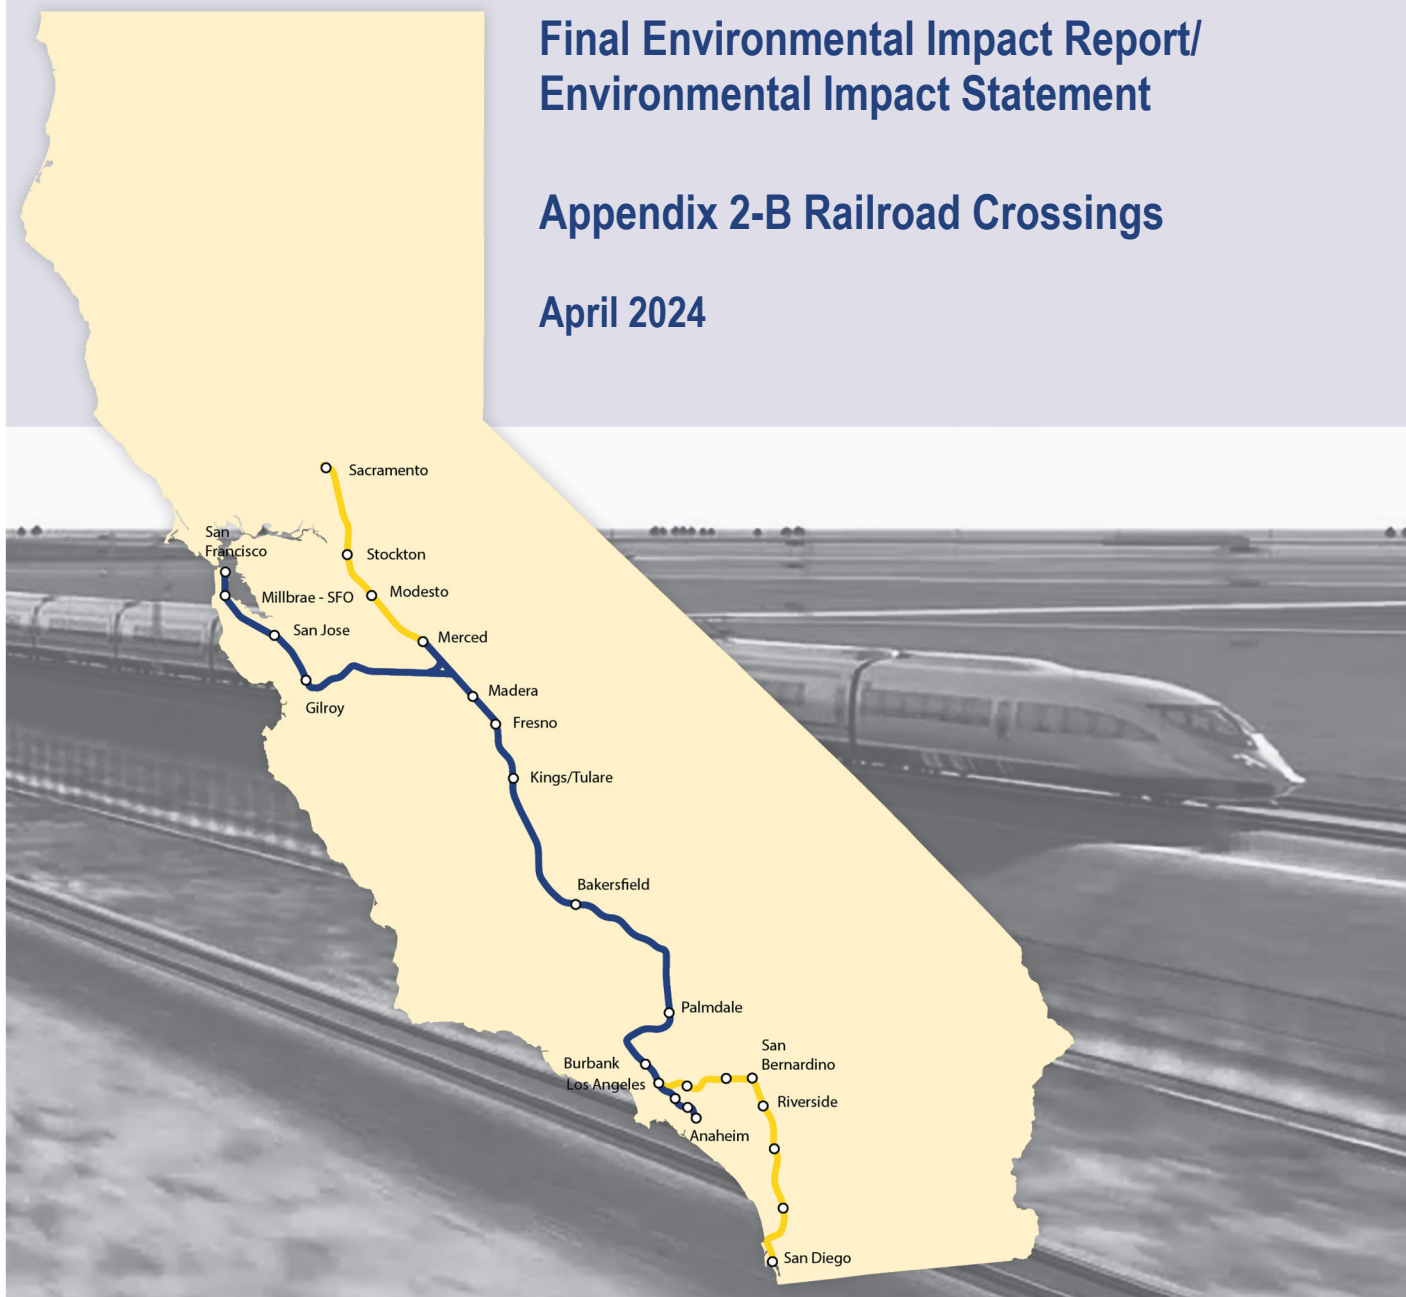 Final Environmental Impact Report/
Environmental Impact Statement
Appendix 2-B Railroad Crossings
April 2024
Sacramento
San
Francisco
Stockton
Millbrae - SFO
Modesto
San Jose
Merced
Gilroy
Madera
Fresno
Kings/Tulare
Bakersfield
Palmdale
Burbank
San
Bernardino
Los Angeles
Riverside
Anaheim
San Diego